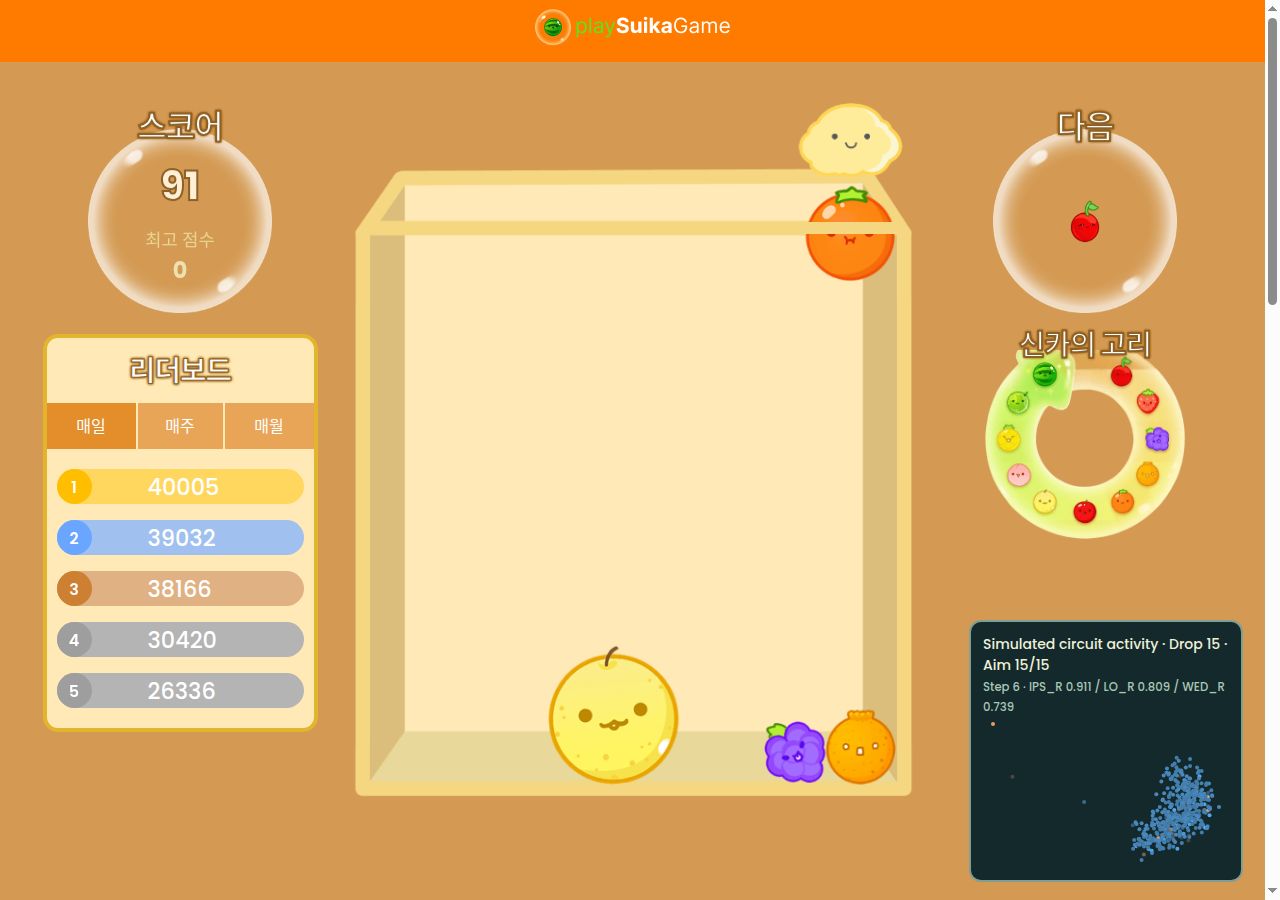 playSuikaGame
스코어
91
최고 점수
0
리더보드
매일 매주 매월
1 40005
2 39032
3 38166
4 30420
5 26336
다음
신카의 고리
Simulated circuit activity · Drop 15 ·
Aim 15/15
Step 6 · IPS_R 0.911 / LO_R 0.809 / WED_R
0.739